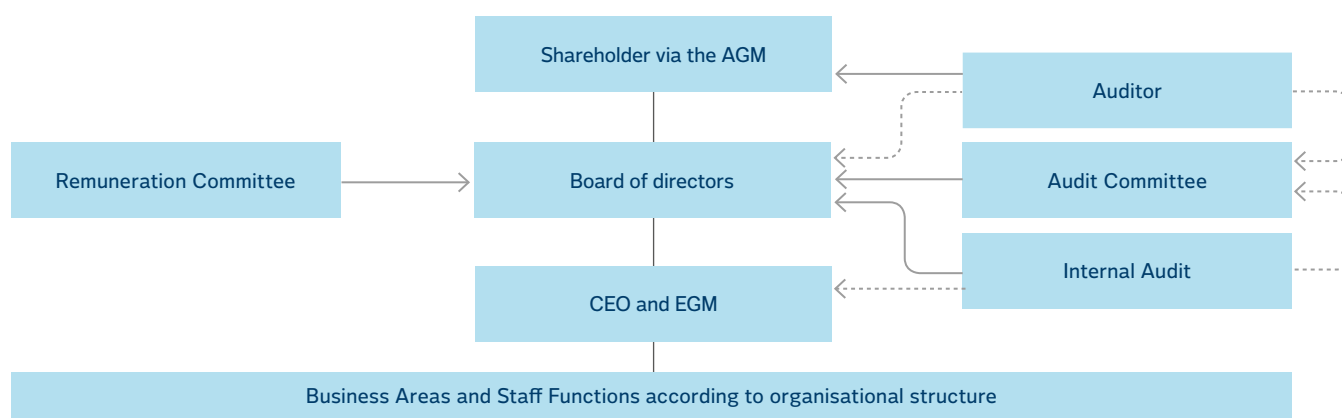 Shareholder via the AGM
Auditor
Remuneration Committee
Board of directors
Audit Committee
Internal Audit
CEO and EGM
Business Areas and Staff Functions according to organisational structure